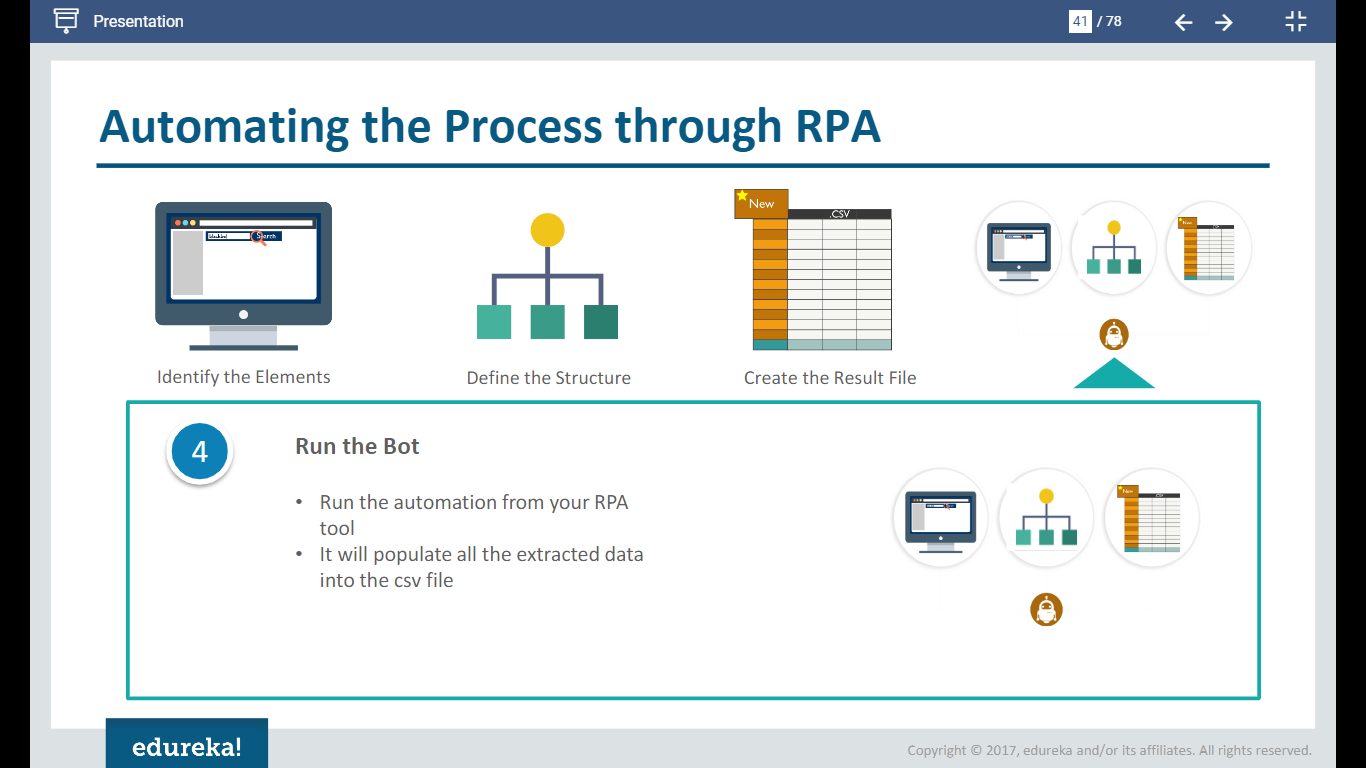 Presentation
41 / 78
Automating the Process through RPA
Search
New
.CSV
Identify the Elements
Define the Structure
Create the Result File
4
Run the Bot
• Run the automation from your RPA
tool
• It will populate all the extracted data
into the csv file
New
edureka!
Copyright © 2017, edureka and/or its affiliates. All rights reserved.